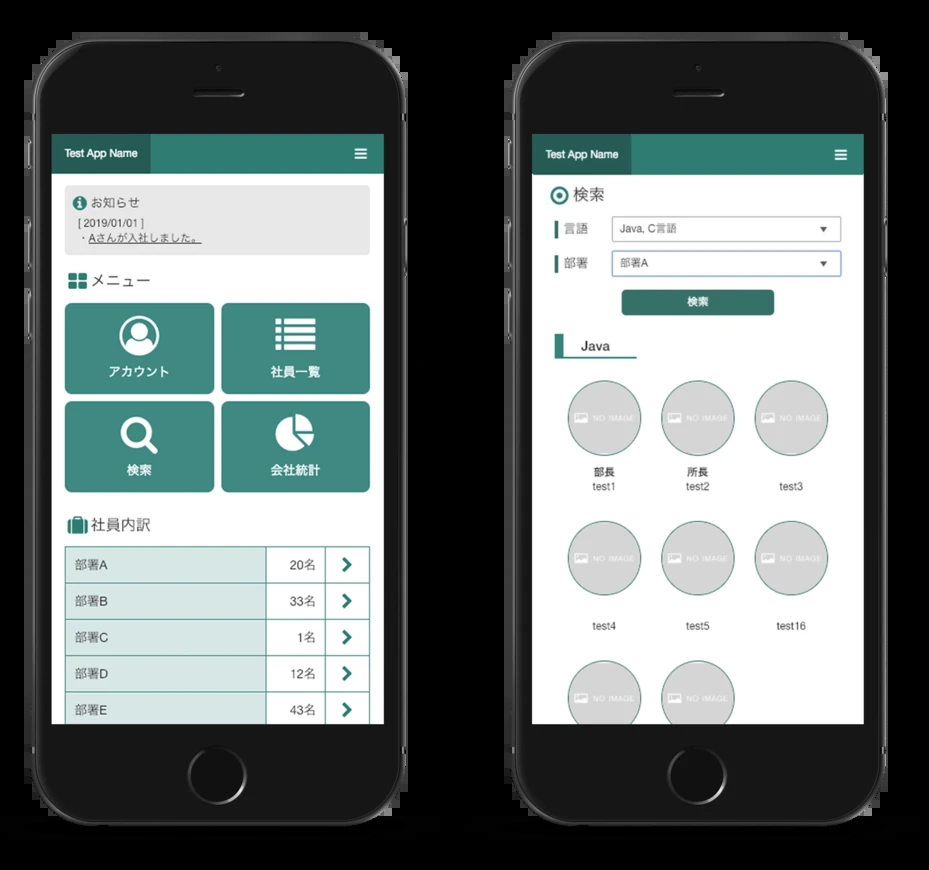 Test App Name
お知らせ
[ 2019/01/01 ]
・Aさんが入社しました。
メニュー
アカウント
社員一覧
検索
会社統計
社員内訳
部署A 20名
部署B 33名
部署C 1名
部署D 12名
部署E 43名
Test App Name
検索
言語 Java, C言語
部署 部署A
検索
Java
NO IMAGE NO IMAGE NO IMAGE
部長 所長
test1 test2 test3
NO IMAGE NO IMAGE NO IMAGE
test4 test5 test16
NO IMAGE NO IMAGE